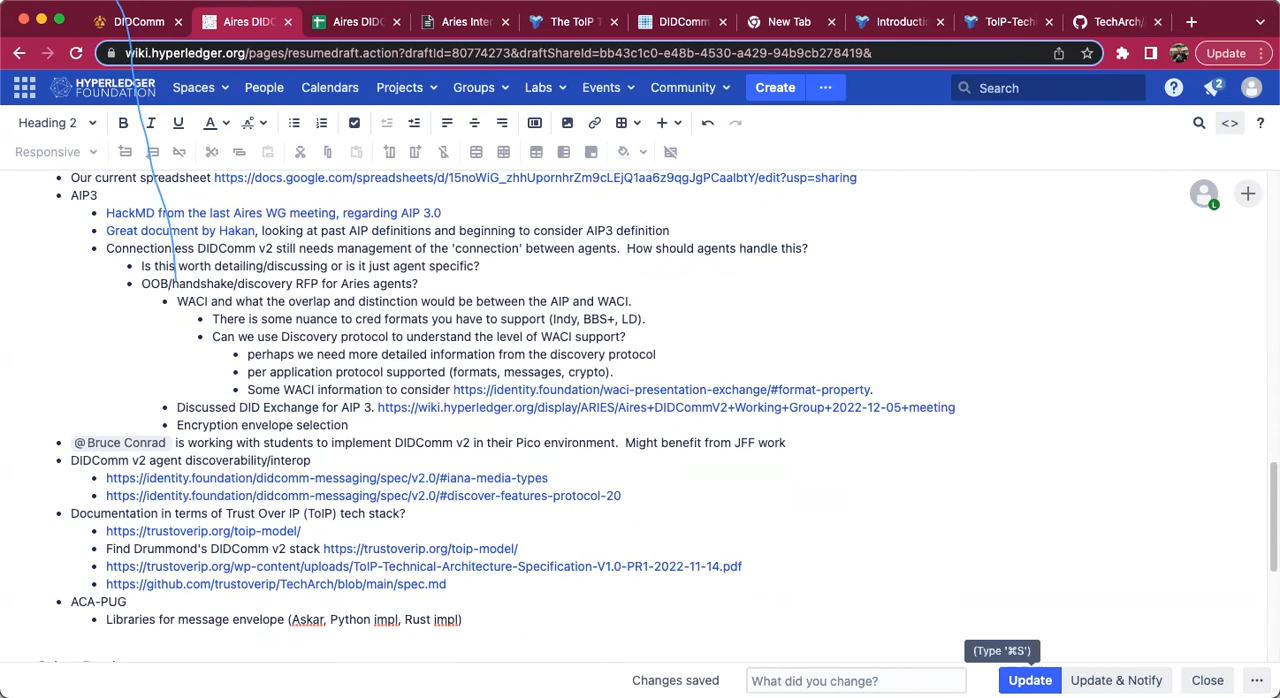 DIDComm
Aires DIDC
Aires DIDC
Aries Inter
The ToIP T
DIDComm
New Tab
Introductio
ToIP-Tech
TechArch/
wiki.hyperledger.org/pages/resumedraft.action?draftId=80774273&draftShareId=bb43c1c0-e48b-4530-a429-94b9cb278419&
Update
HYPERLEDGER FOUNDATION
Spaces People Calendars Projects Groups Labs Events Community Create ··· Search 2
Heading 2 B I U A
Responsive
Our current spreadsheet https://docs.google.com/spreadsheets/d/15noWiG_zhhUpornhrZm9cLEjQ1aa6z9qgJgPCaalbtY/edit?usp=sharing
AIP3
HackMD from the last Aires WG meeting, regarding AIP 3.0
Great document by Hakan, looking at past AIP definitions and beginning to consider AIP3 definition
Connectionless DIDComm v2 still needs management of the 'connection' between agents. How should agents handle this?
Is this worth detailing/discussing or is it just agent specific?
OOB/handshake/discovery RFP for Aries agents?
WACI and what the overlap and distinction would be between the AIP and WACI.
There is some nuance to cred formats you have to support (Indy, BBS+, LD).
Can we use Discovery protocol to understand the level of WACI support?
perhaps we need more detailed information from the discovery protocol
per application protocol supported (formats, messages, crypto).
Some WACI information to consider https://identity.foundation/waci-presentation-exchange/#format-property.
Discussed DID Exchange for AIP 3. https://wiki.hyperledger.org/display/ARIES/Aires+DIDCommV2+Working+Group+2022-12-05+meeting
Encryption envelope selection
@Bruce Conrad is working with students to implement DIDComm v2 in their Pico environment. Might benefit from JFF work
DIDComm v2 agent discoverability/interop
https://identity.foundation/didcomm-messaging/spec/v2.0/#iana-media-types
https://identity.foundation/didcomm-messaging/spec/v2.0/#discover-features-protocol-20
Documentation in terms of Trust Over IP (ToIP) tech stack?
https://trustoverip.org/toip-model/
Find Drummond's DIDComm v2 stack https://trustoverip.org/toip-model/
https://trustoverip.org/wp-content/uploads/ToIP-Technical-Architecture-Specification-V1.0-PR1-2022-11-14.pdf
https://github.com/trustoverip/TechArch/blob/main/spec.md
ACA-PUG
Libraries for message envelope (Askar, Python impl, Rust impl)
(Type '⌘S')
Changes saved What did you change? Update Update & Notify Close ···